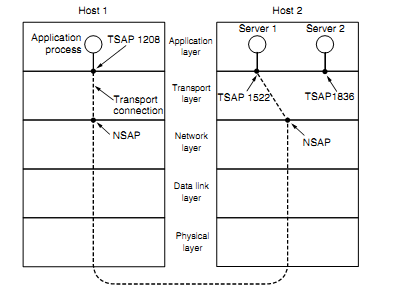 Host 1
Host 2
Application
process
TSAP 1208
Application
layer
Server 1
Server 2
Transport
connection
Transport
layer
TSAP 1522
TSAP1836
NSAP
Network
layer
NSAP
Data link
layer
Physical
layer